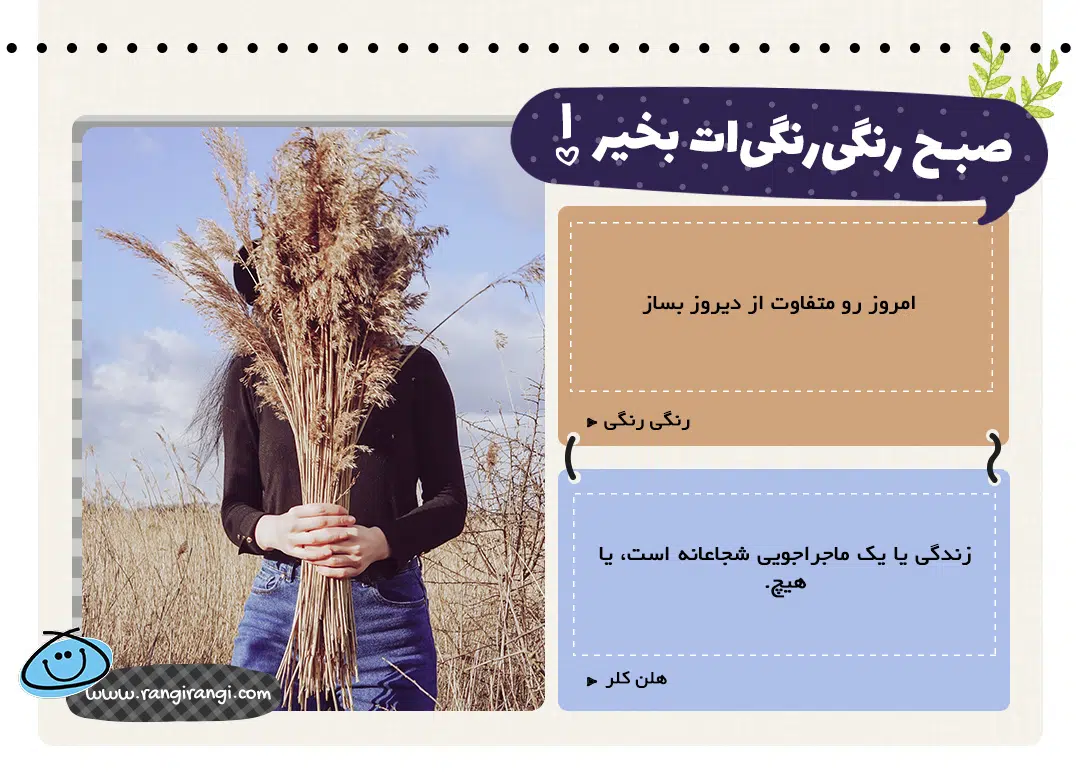 صبح رنگی‌رنگی‌ات بخیر !
امروز رو متفاوت از دیروز بساز
رنگی رنگی
زندگی یا یک ماجراجویی شجاعانه است، یا
هیچ.
هلن کلر
www.rangirangi.com